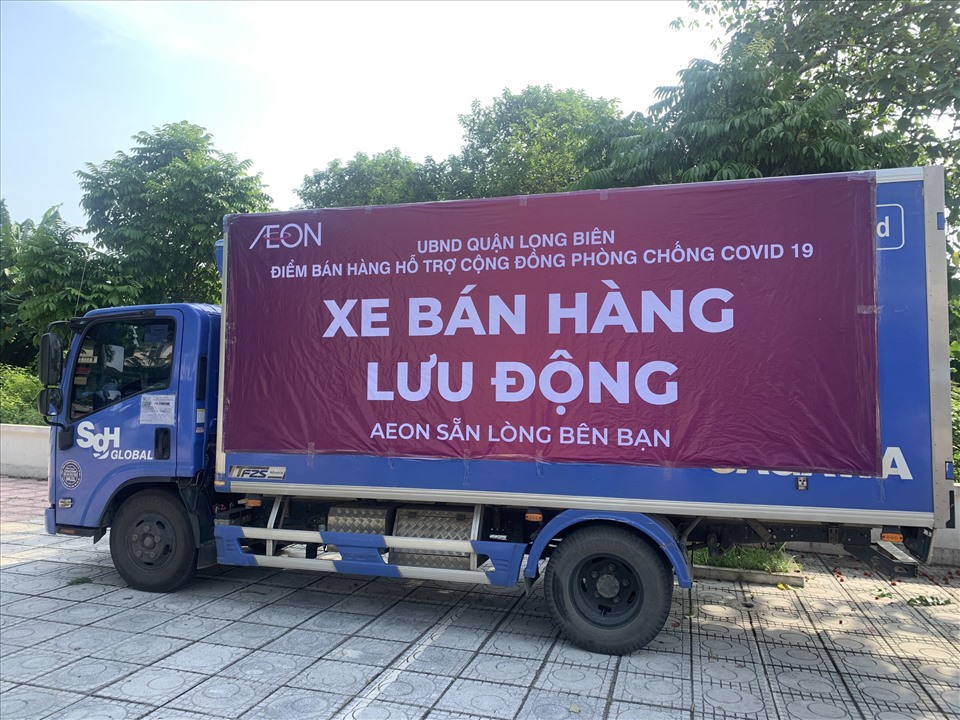 AEON
UBND QUẬN LONG BIÊN
ĐIỂM BÁN HÀNG HỖ TRỢ CỘNG ĐỒNG PHÒNG CHỐNG COVID 19
XE BÁN HÀNG
LƯU ĐỘNG
AEON SẴN LÒNG BÊN BẠN
SGH
GLOBAL